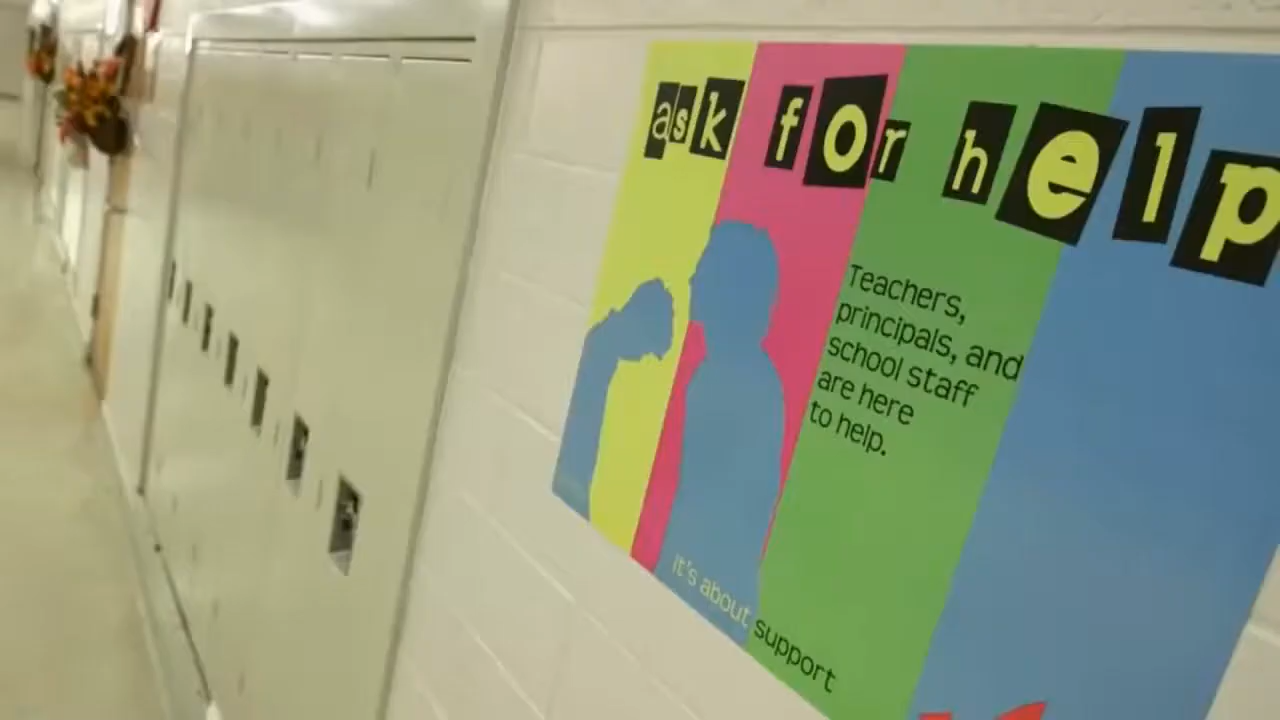 ask for help
Teachers,
principals, and
school staff
are here
to help.
it's about support